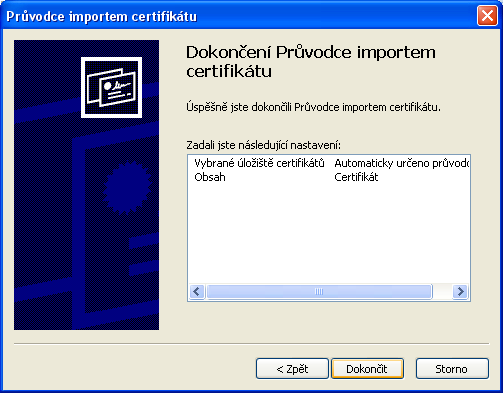 Průvodce importem certifikátu
Dokončení Průvodce importem
certifikátu
Úspěšně jste dokončili Průvodce importem certifikátu.
Zadali jste následující nastavení:
Vybrané úložiště certifikátů Automaticky určeno průvodc
Obsah Certifikát
< Zpět Dokončit Storno